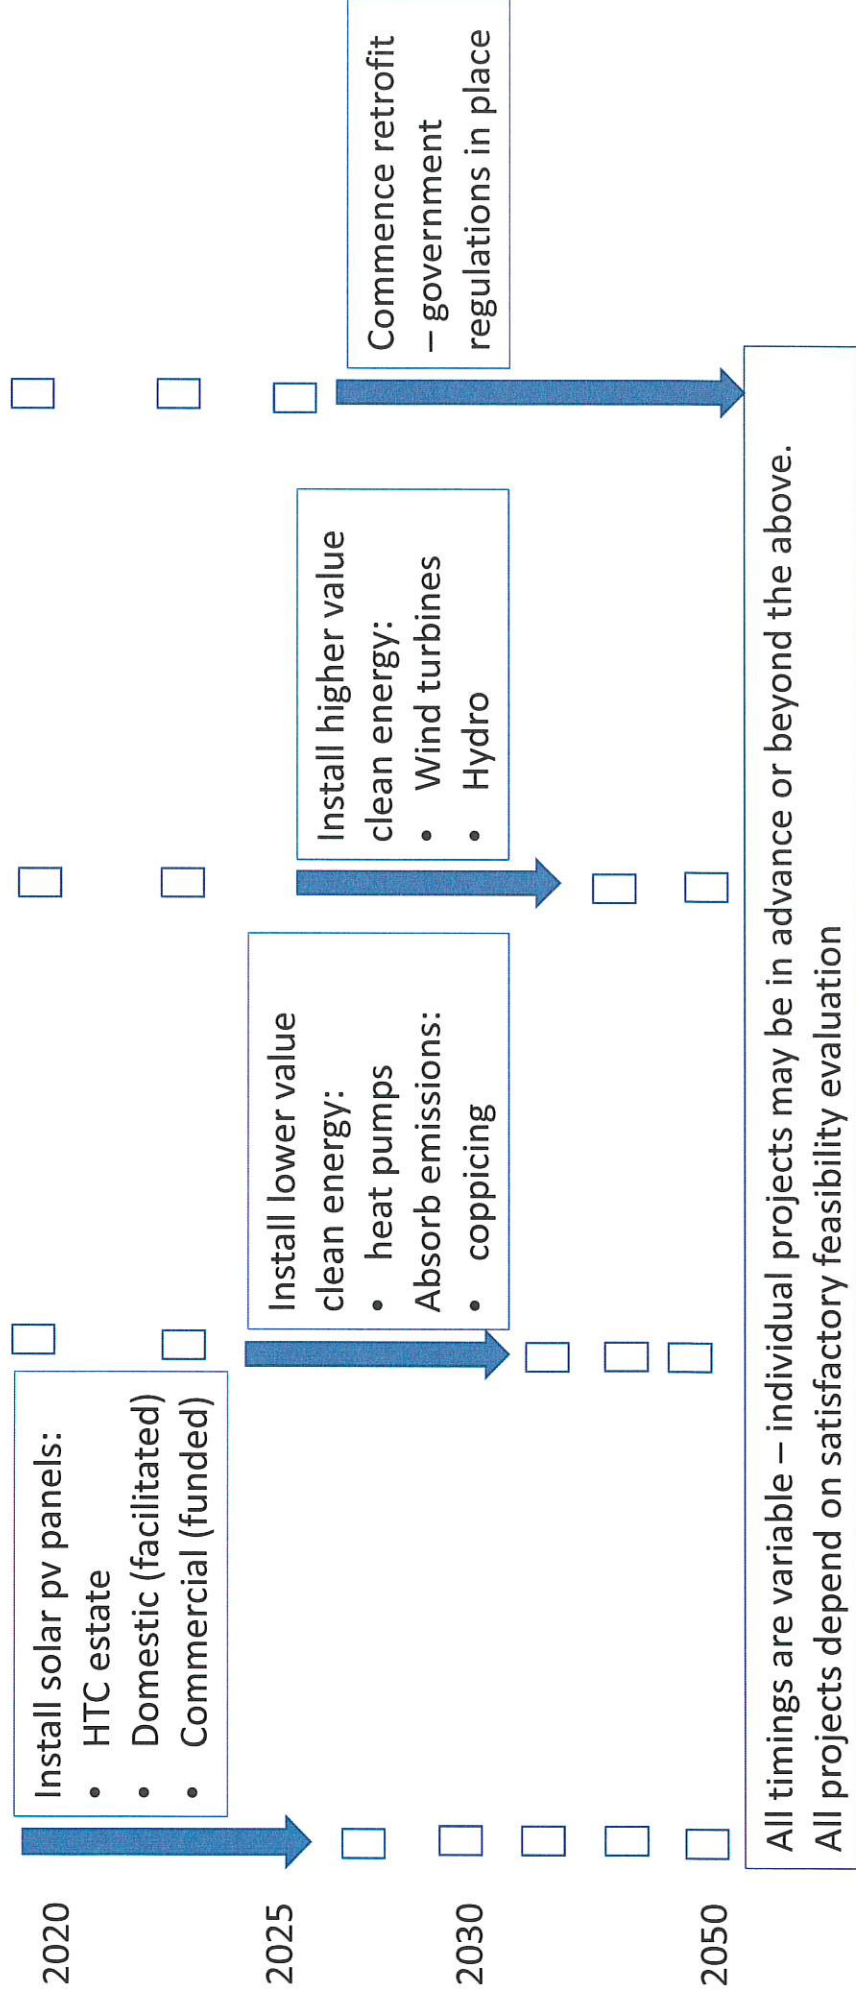 2020
2025
2030
2050
Install solar pv panels:
• HTC estate
• Domestic (facilitated)
• Commercial (funded)
Install lower value
clean energy:
• heat pumps
Absorb emissions:
• coppicing
Install higher value
clean energy:
• Wind turbines
• Hydro
Commence retrofit
– government
regulations in place
All timings are variable – individual projects may be in advance or beyond the above.
All projects depend on satisfactory feasibility evaluation